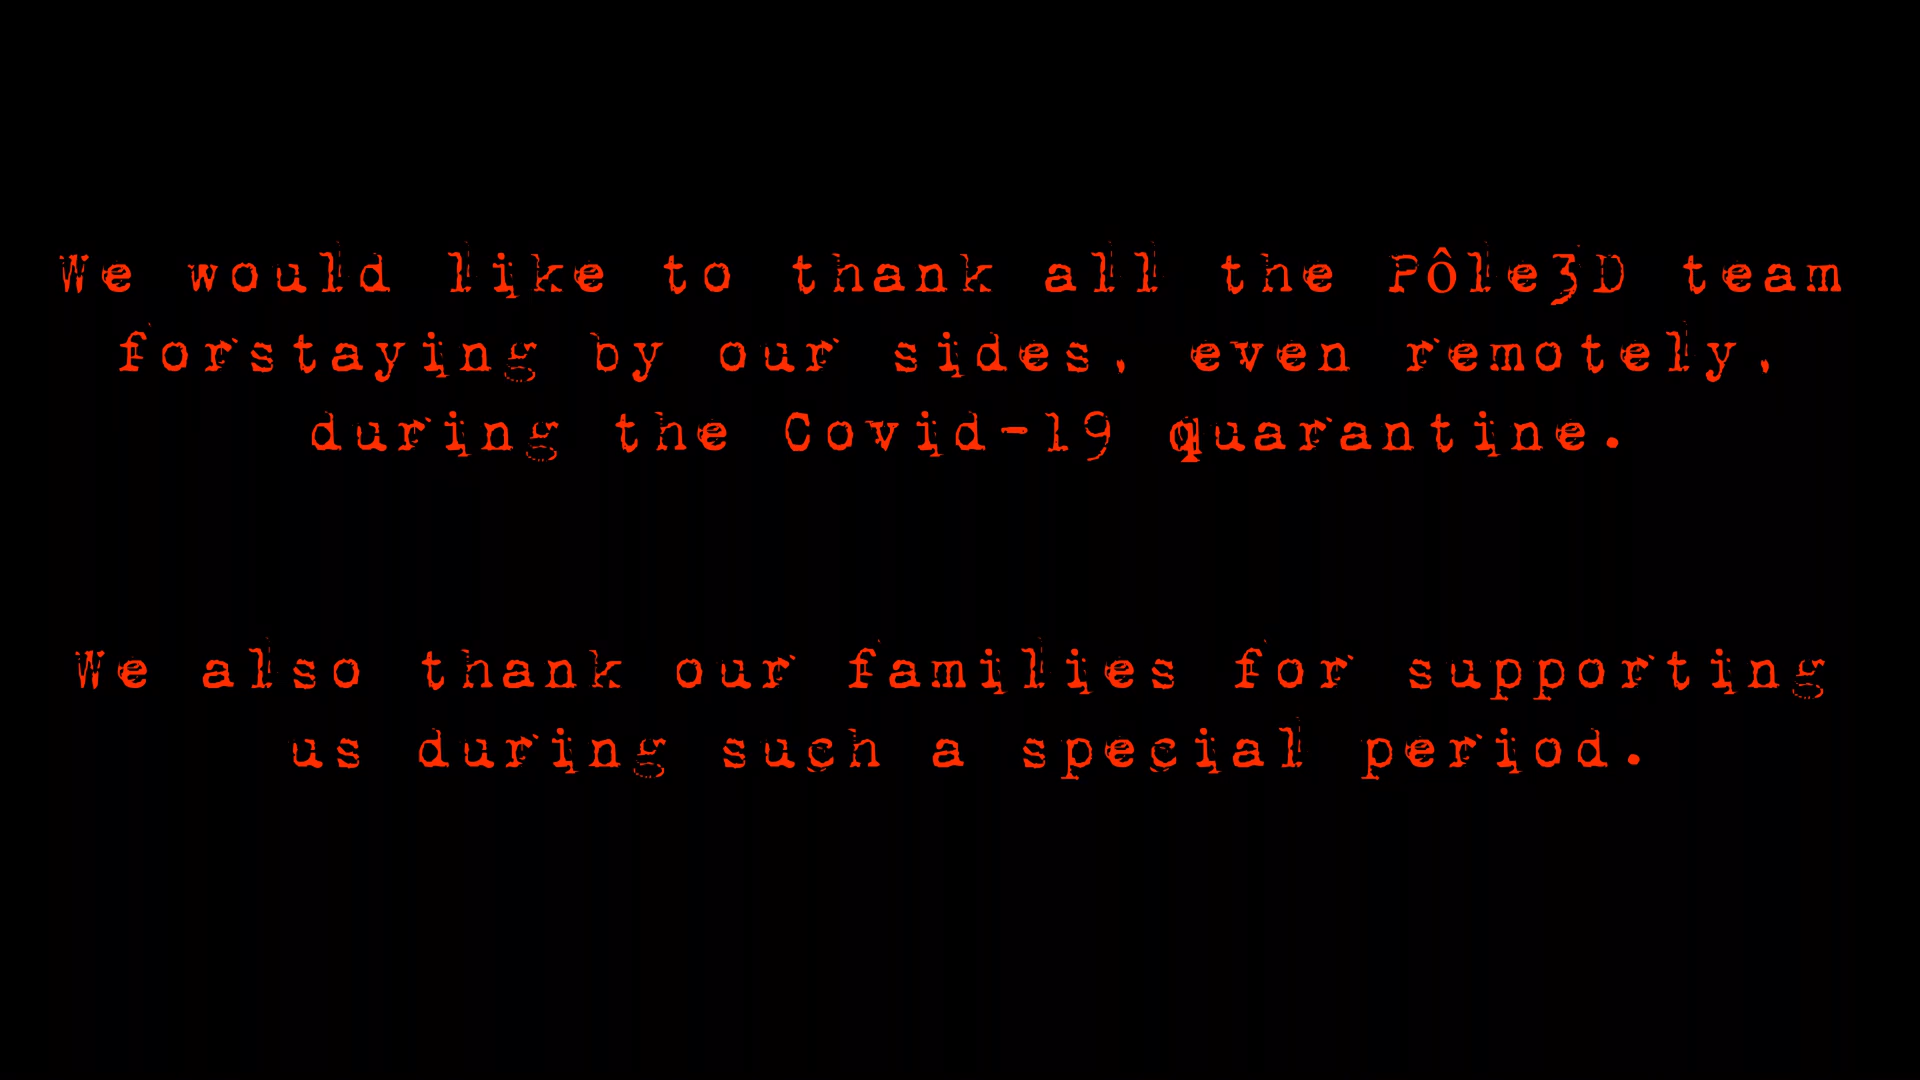 We would like to thank all the Pôle3D team
forstaying by our sides, even remotely,
during the Covid-19 quarantine.
We also thank our families for supporting
us during such a special period.